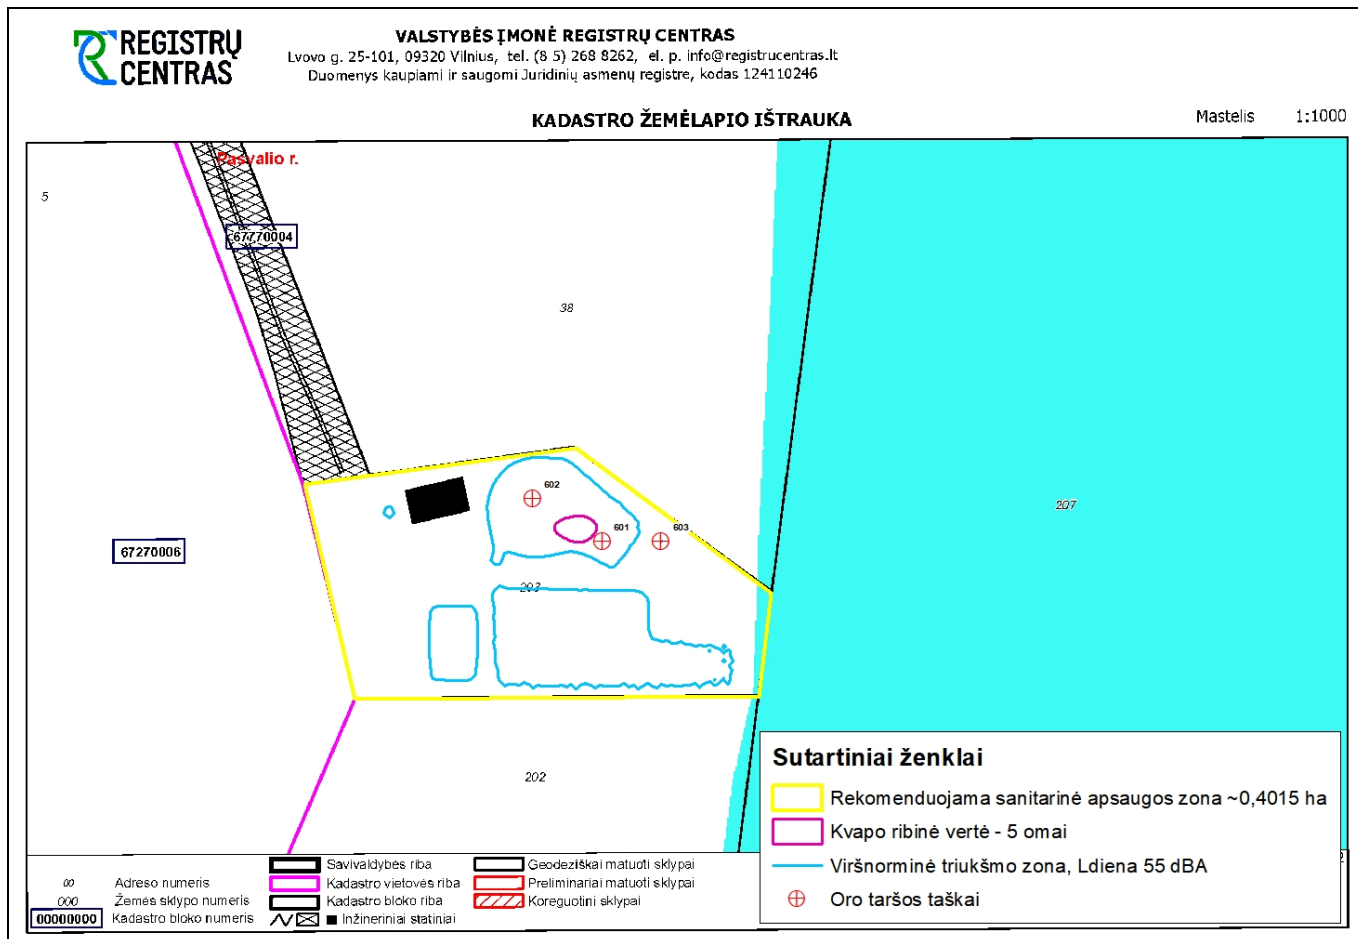 REGISTRŲ
CENTRAS
VALSTYBĖS ĮMONĖ REGISTRŲ CENTRAS
Lvovo g. 25-101, 09320 Vilnius, tel. (8 5) 268 8262, el. p. info@registrucentras.lt
Duomenys kaupiami ir saugomi Juridinių asmenų registre, kodas 124110246
KADASTRO ŽEMĖLAPIO IŠTRAUKA
Mastelis 1:1000
Pasvalio r.
5
67770004
38
602
601
603
207
67270006
203
202
Sutartiniai ženklai
Rekomenduojama sanitarinė apsaugos zona ~0,4015 ha
Kvapo ribinė vertė - 5 omai
Viršnorminė triukšmo zona, Ldiena 55 dBA
Oro taršos taškai
00 Adreso numeris
000 Žemės sklypo numeris
00000000 Kadastro bloko numeris
Savivaldybės riba
Kadastro vietovės riba
Kadastro bloko riba
Inžineriniai statiniai
Geodeziškai matuoti sklypai
Preliminariai matuoti sklypai
Koreguotini sklypai